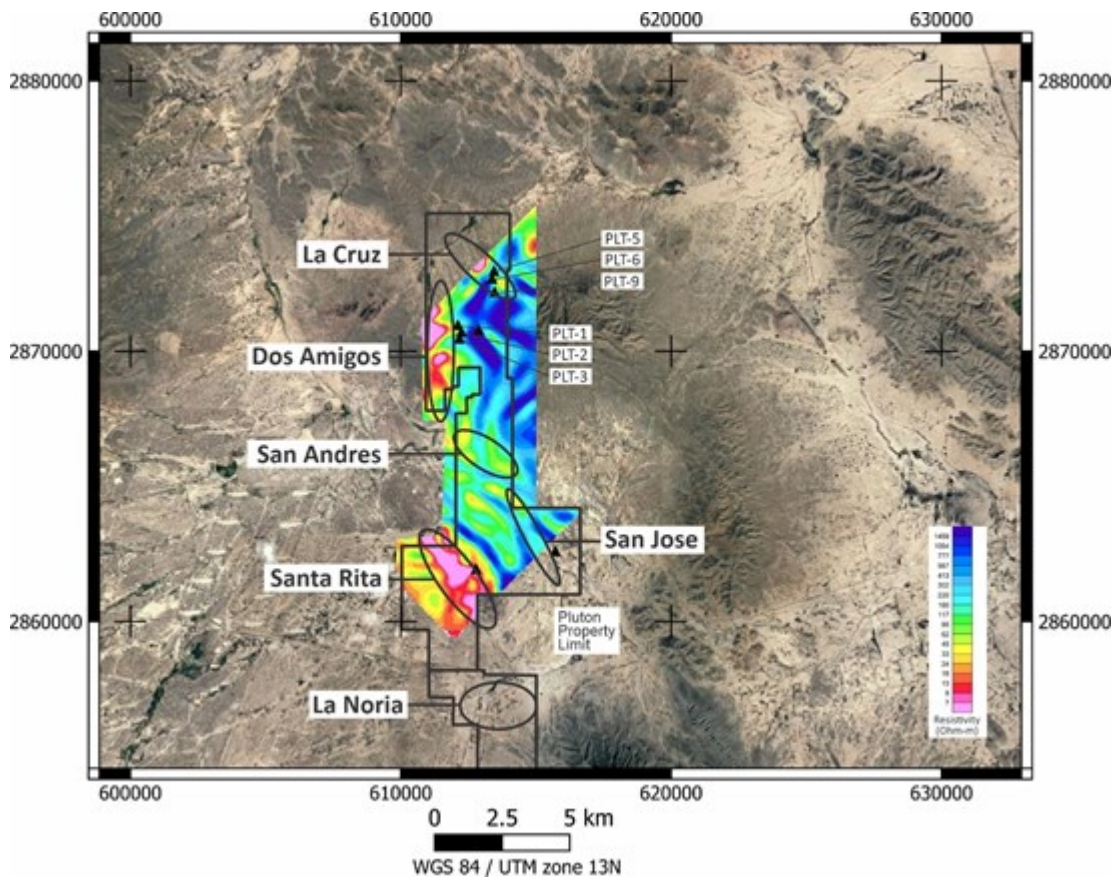 600000
610000
620000
630000
2880000
2880000
La Cruz
PLT-5
PLT-6
PLT-9
PLT-1
2870000
Dos Amigos
PLT-2
2870000
PLT-3
San Andres
San Jose
Santa Rita
2860000
Pluton
Property
Limit
2860000
La Noria
Resistivity
(Ohm-m)
600000
610000
620000
630000
0 2.5 5 km
WGS 84 / UTM zone 13N